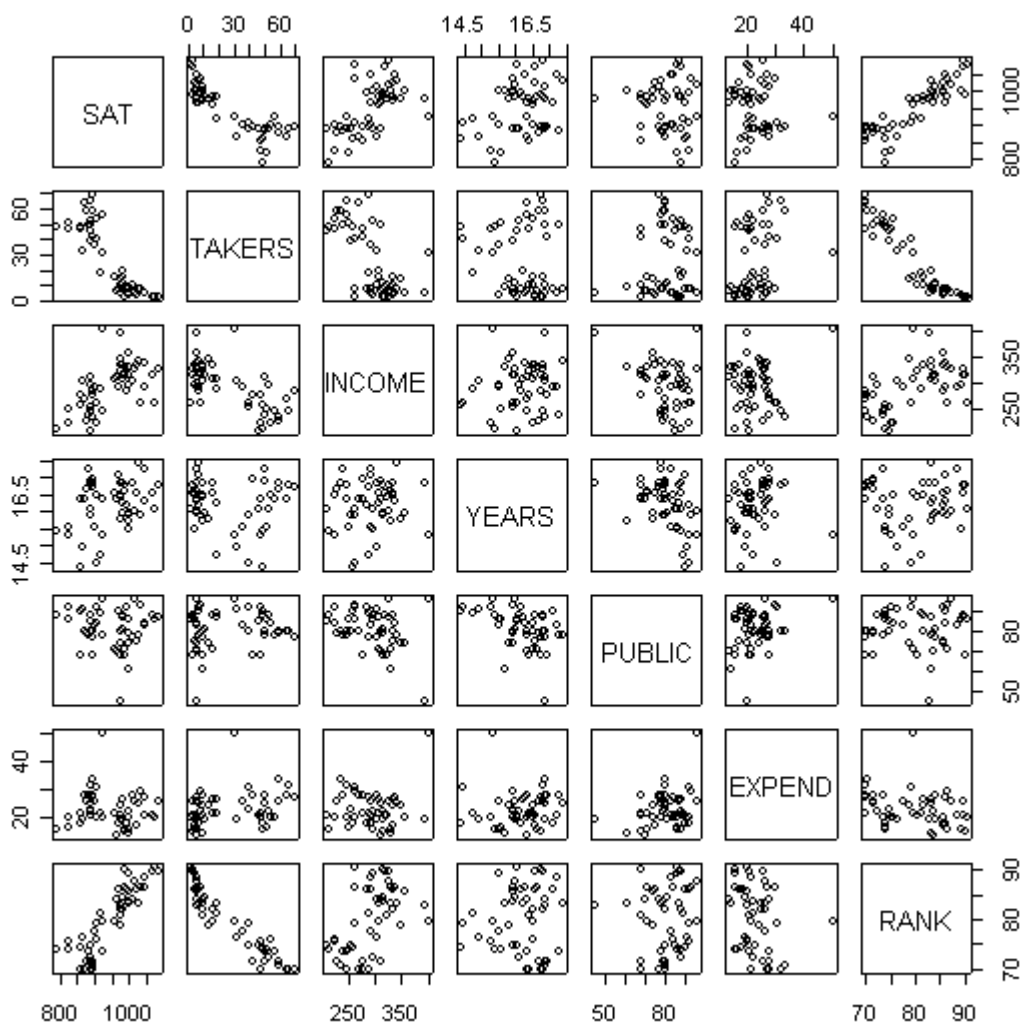 0 30 60 14.5 16.5 20 40
SAT 800 1000
0 30 60 TAKERS
INCOME 250 350
14.5 16.5 YEARS
PUBLIC 50 80
20 40 EXPEND
RANK 70 80 90
800 1000 250 350 50 80 70 80 90